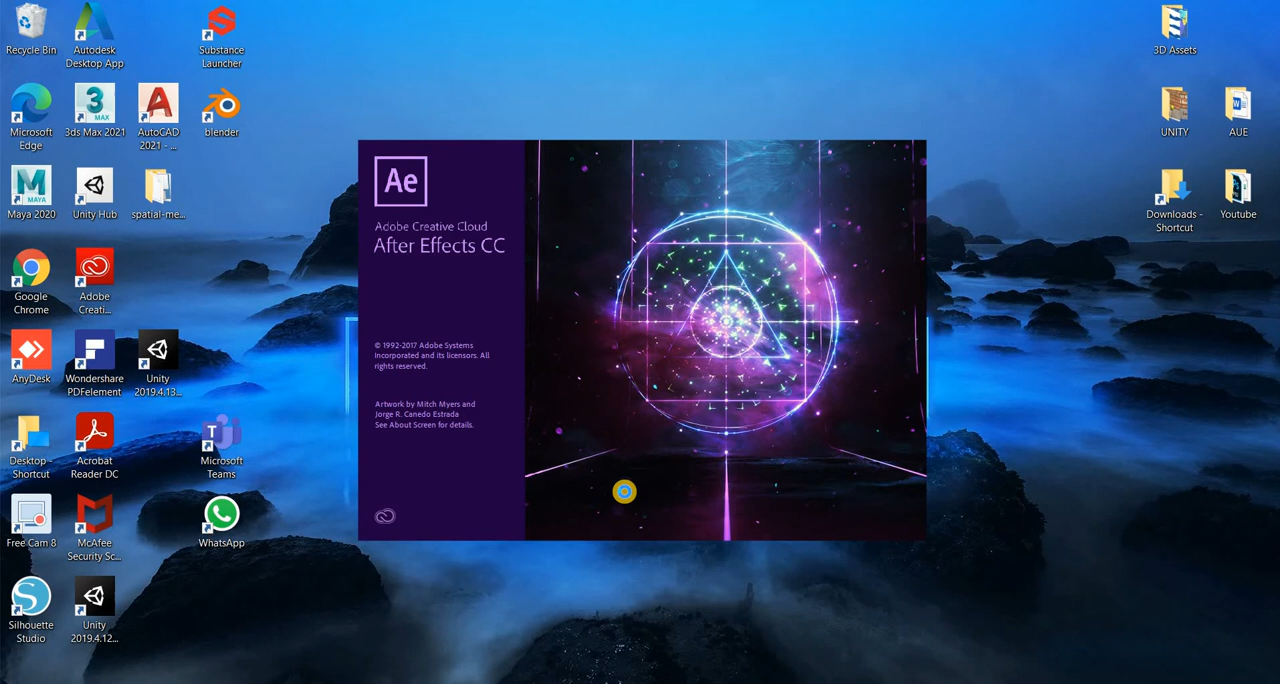 Recycle Bin
Autodesk
Desktop App
Substance
Launcher
Microsoft
Edge
3ds Max 2021
MAX
AutoCAD
2021 - ...
blender
Maya 2020
MAYA
Unity Hub
spatial-me...
Google
Chrome
Adobe
Creati...
AnyDesk
Wondershare
PDFelement
Unity
2019.4.13...
Desktop -
Shortcut
Acrobat
Reader DC
Microsoft
Teams
Free Cam 8
McAfee
Security Sc...
WhatsApp
Silhouette
Studio
Unity
2019.4.12...
Ae
Adobe Creative Cloud
After Effects CC
© 1992-2017 Adobe Systems
Incorporated and its licensors. All
rights reserved.
Artwork by Mitch Myers and
Jorge R. Canedo Estrada
See About Screen for details.
3D Assets
UNITY
AUE
Downloads -
Shortcut
Youtube